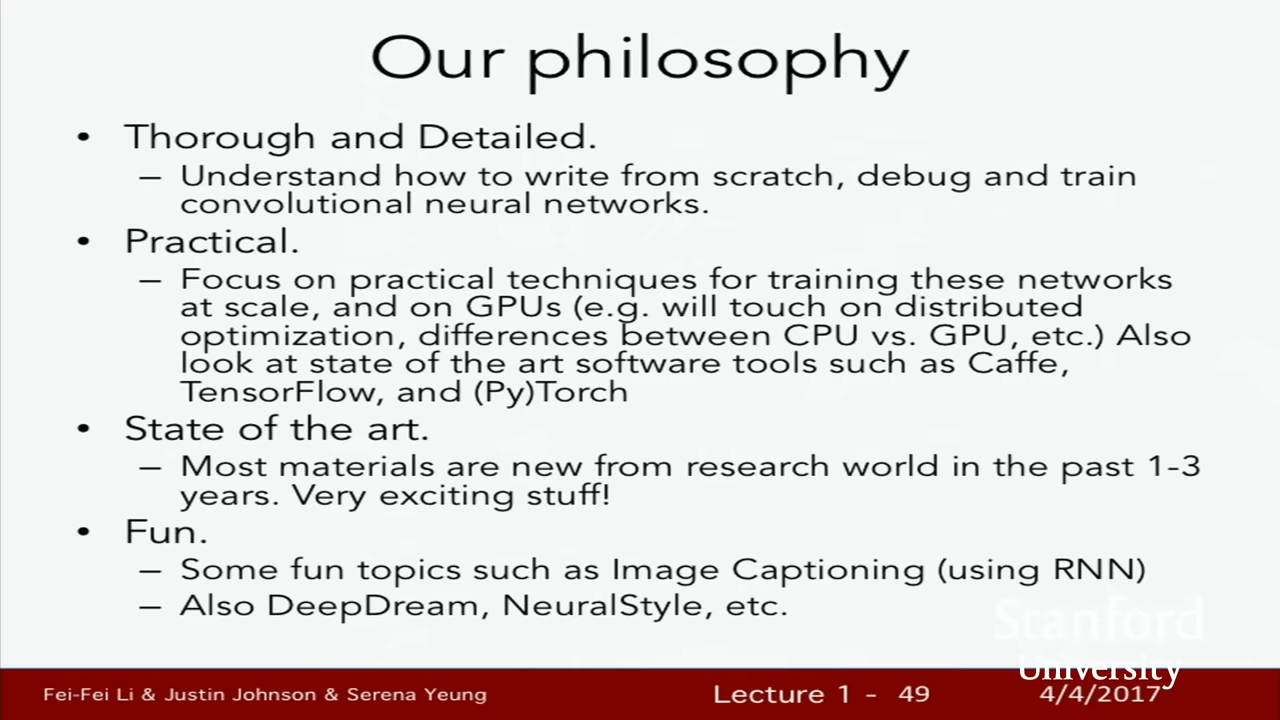 Our philosophy
• Thorough and Detailed.
– Understand how to write from scratch, debug and train
convolutional neural networks.
• Practical.
– Focus on practical techniques for training these networks
at scale, and on GPUs (e.g. will touch on distributed
optimization, differences between CPU vs. GPU, etc.) Also
look at state of the art software tools such as Caffe,
TensorFlow, and (Py)Torch
• State of the art.
– Most materials are new from research world in the past 1-3
years. Very exciting stuff!
• Fun.
– Some fun topics such as Image Captioning (using RNN)
– Also DeepDream, NeuralStyle, etc.
Stanford
University
Fei-Fei Li & Justin Johnson & Serena Yeung Lecture 1 - 49 4/4/2017